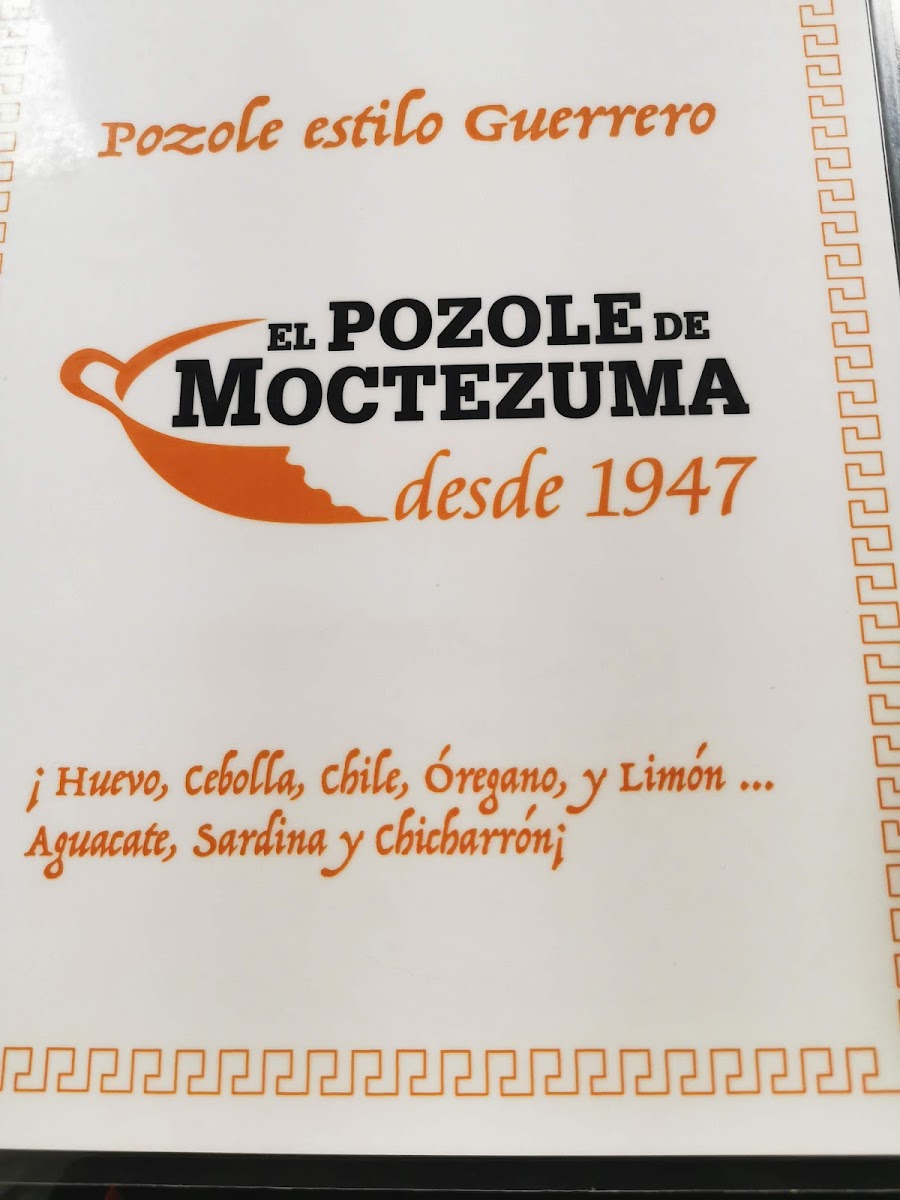 Pozole estilo Guerrero
EL POZOLE DE
MOCTEZUMA
desde 1947
¡ Huevo, Cebolla, Chile, Óregano, y Limón ...
Aguacate, Sardina y Chicharrón¡